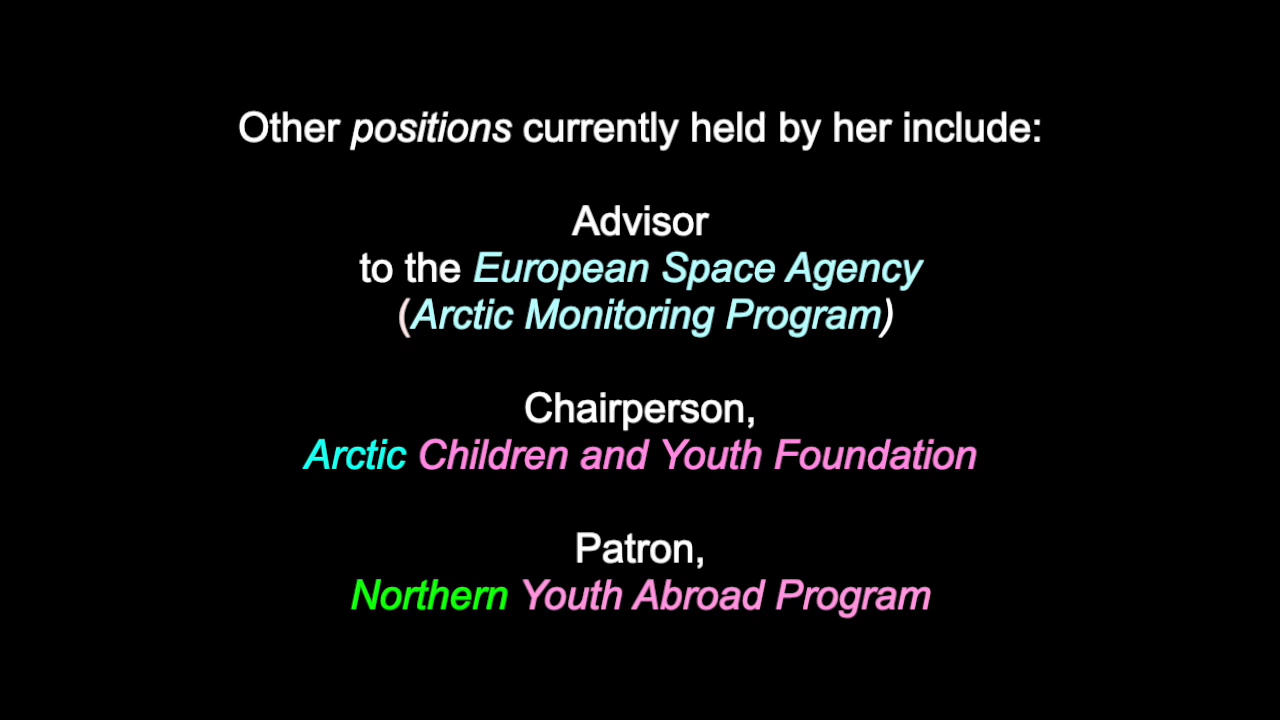 Other positions currently held by her include:
Advisor
to the European Space Agency
(Arctic Monitoring Program)
Chairperson,
Arctic Children and Youth Foundation
Patron,
Northern Youth Abroad Program